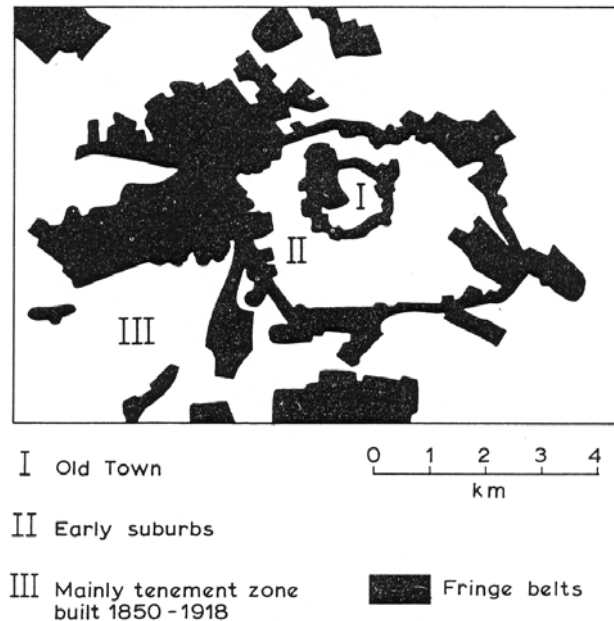 I
II
III
I Old Town
0 1 2 3 4
km
II Early suburbs
III Mainly tenement zone
built 1850-1918
Fringe belts